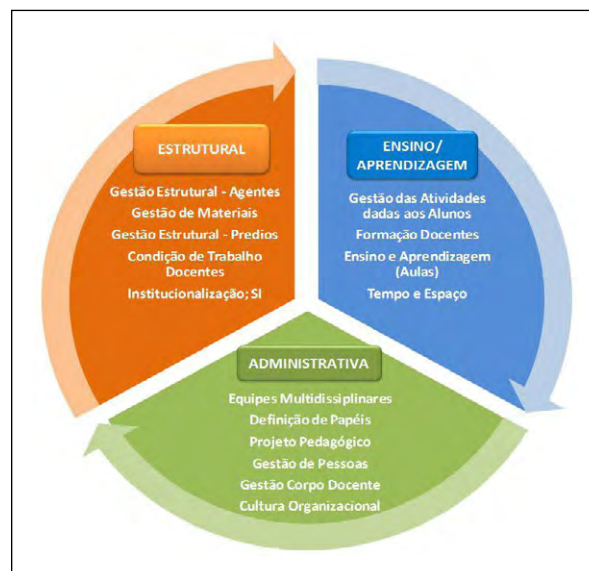 ESTRUTURAL
Gestão Estrutural - Agentes
Gestão de Materiais
Gestão Estrutural - Predios
Condição de Trabalho
Docentes
Institucionalização; SI
ENSINO/
APRENDIZAGEM
Gestão das Atividades
dadas aos Alunos
Formação Docentes
Ensino e Aprendizagem
(Aulas)
Tempo e Espaço
ADMINISTRATIVA
Equipes Multidissiplinares
Definição de Papéis
Projeto Pedagógico
Gestão de Pessoas
Gestão Corpo Docente
Cultura Organizacional